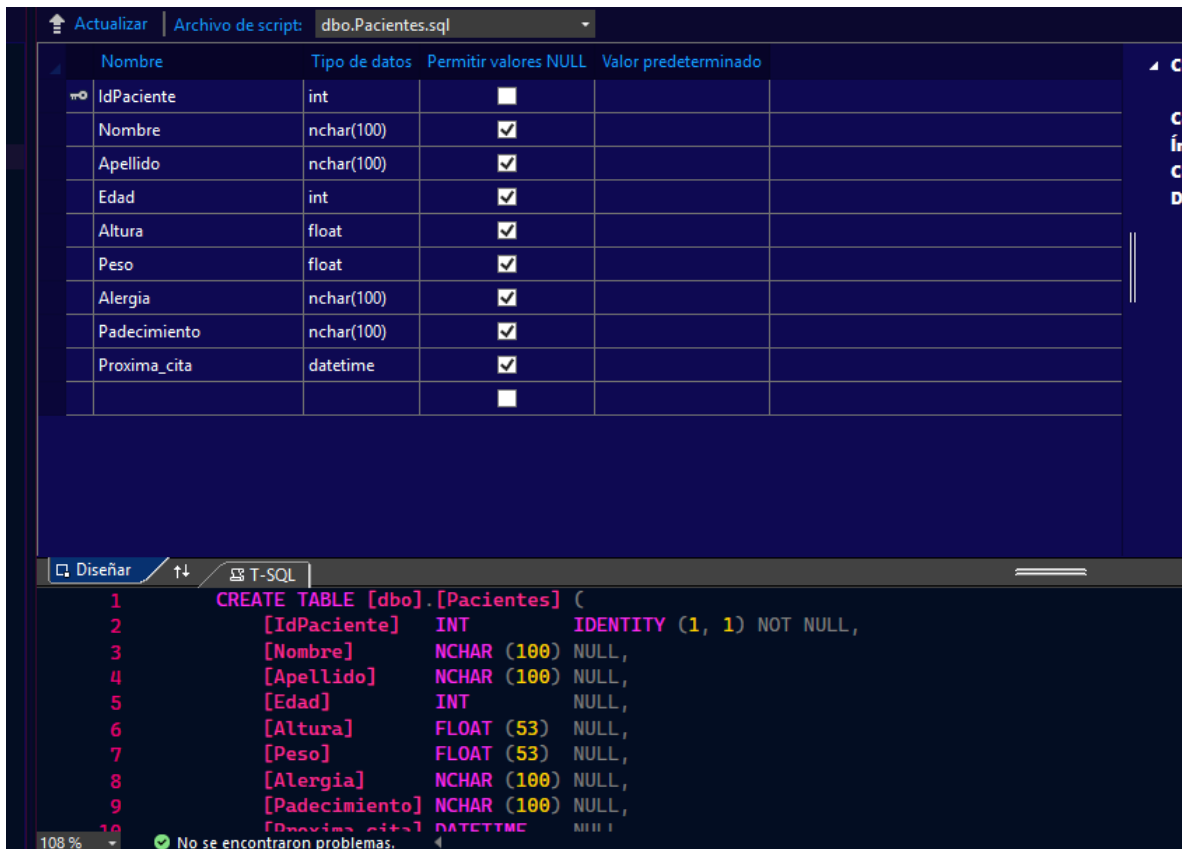 Actualizar Archivo de script: dbo.Pacientes.sql
Nombre Tipo de datos Permitir valores NULL Valor predeterminado
IdPaciente int
Nombre nchar(100)
Apellido nchar(100)
Edad int
Altura float
Peso float
Alergia nchar(100)
Padecimiento nchar(100)
Proxima_cita datetime
Diseñar T-SQL
1 CREATE TABLE [dbo].[Pacientes] (
2 [IdPaciente] INT IDENTITY (1, 1) NOT NULL,
3 [Nombre] NCHAR (100) NULL,
4 [Apellido] NCHAR (100) NULL,
5 [Edad] INT NULL,
6 [Altura] FLOAT (53) NULL,
7 [Peso] FLOAT (53) NULL,
8 [Alergia] NCHAR (100) NULL,
9 [Padecimiento] NCHAR (100) NULL,
10 [Proxima_cita] DATETIME NULL
108 % No se encontraron problemas.